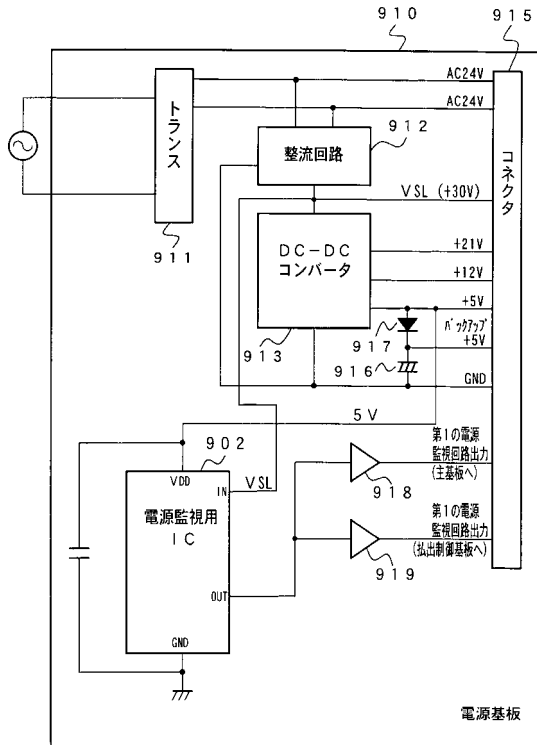 910
915
AC24V
AC24V
トランス
911
整流回路
912
コネクタ
VSL (+30V)
DC-DC
コンバータ
913
+21V
+12V
+5V
バックアップ
+5V
917
916
GND
5V
902
VDD
IN
VSL
電源監視用
IC
OUT
GND
918
第1の電源
監視回路出力
(主基板へ)
919
第1の電源
監視回路出力
(払出制御基板へ)
電源基板